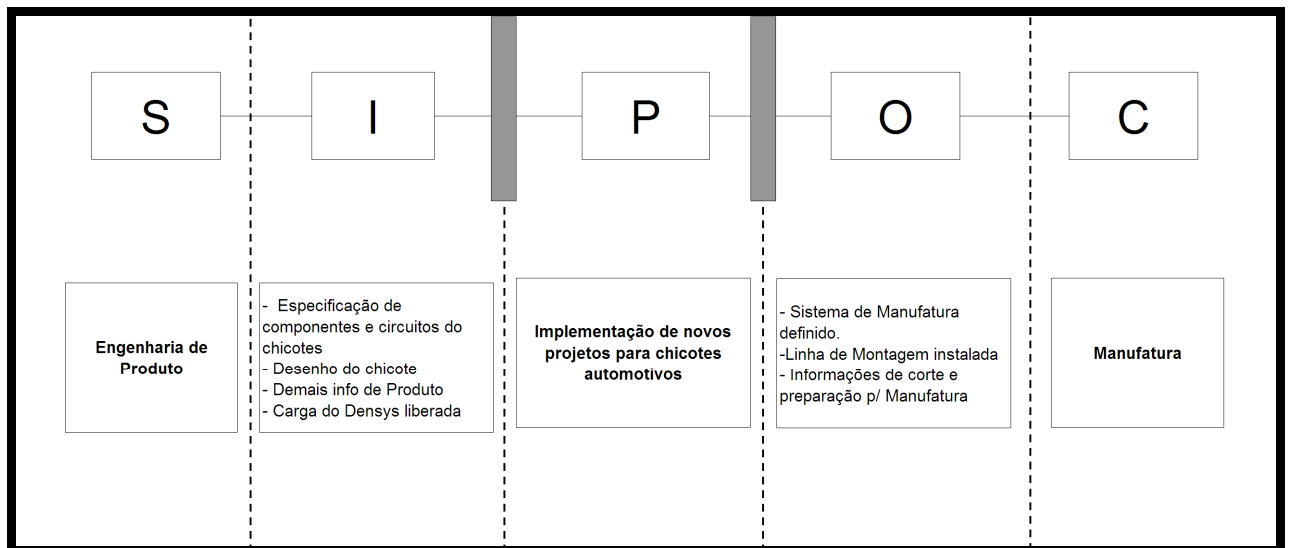 S
I
P
O
C
Engenharia de
Produto
- Especificação de
componentes e circuitos do
chicotes
- Desenho do chicote
- Demais info de Produto
- Carga do Densys liberada
Implementação de novos
projetos para chicotes
automotivos
- Sistema de Manufatura
definido.
-Linha de Montagem instalada
- Informações de corte e
preparação p/ Manufatura
Manufatura